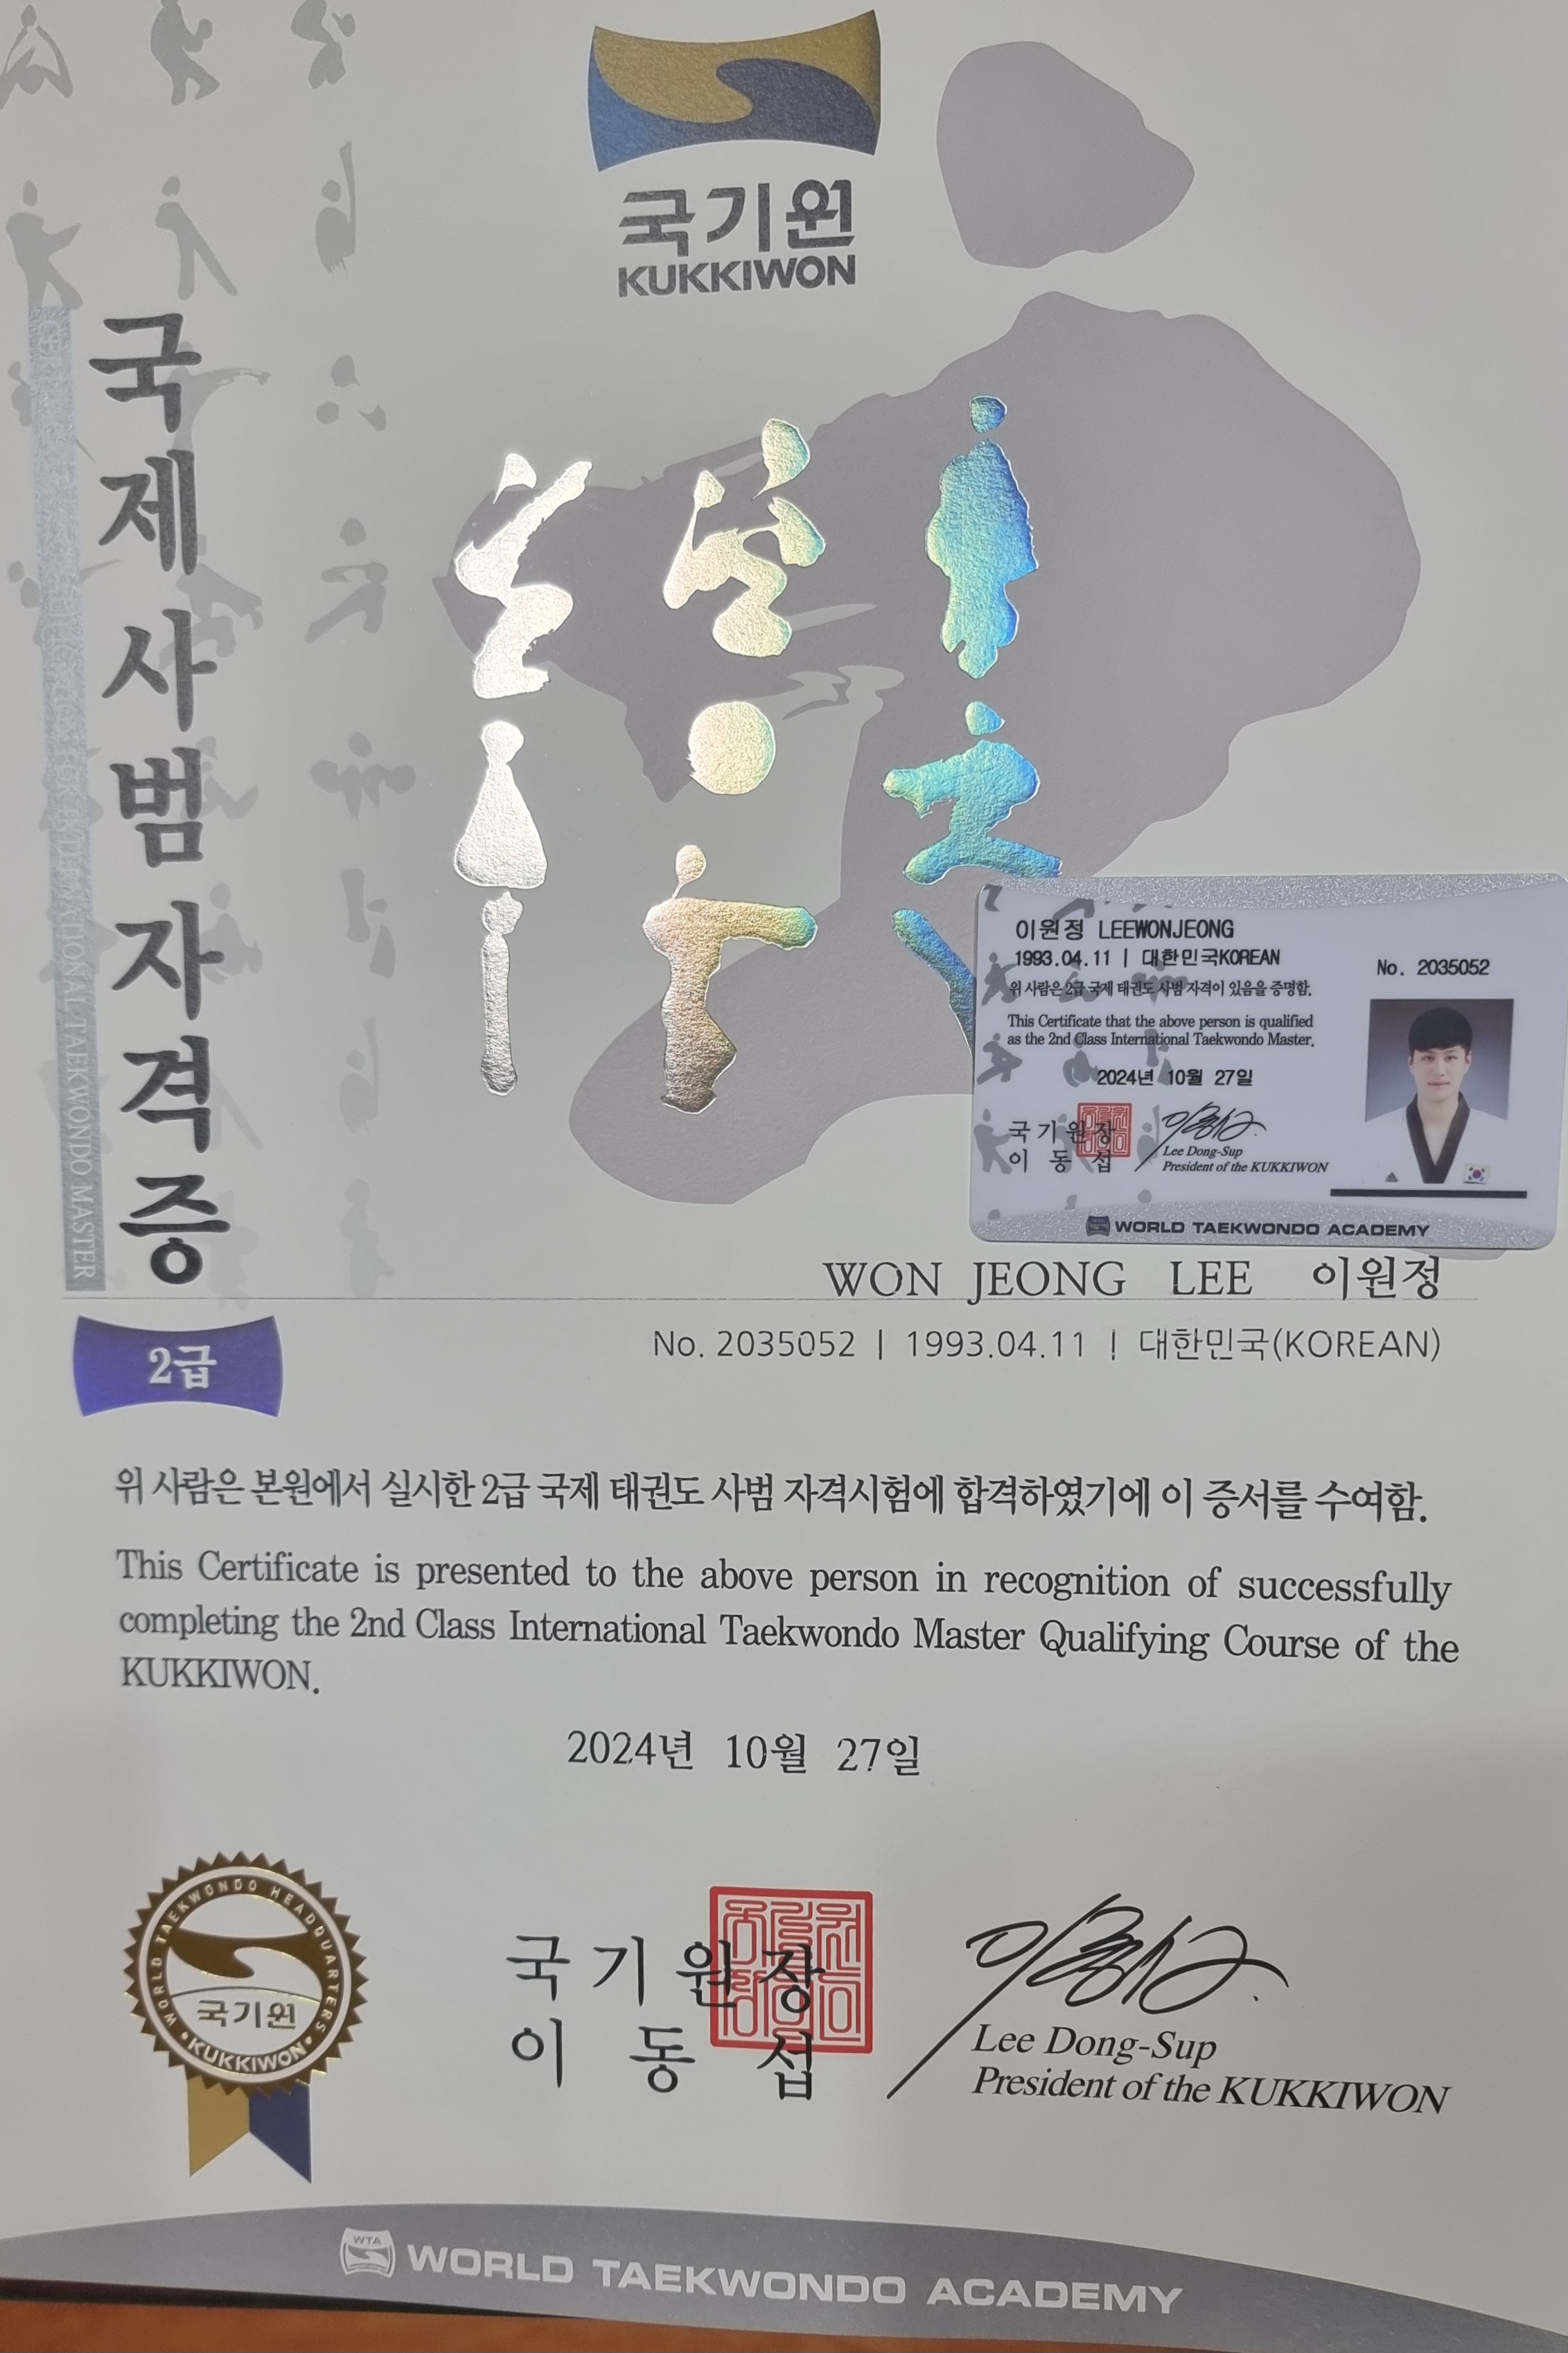 국기원
KUKKIWON
국제사범자격증
이원정 LEEWONJEONG
1993.04.11 | 대한민국KOREAN
No. 2035052
위 사람은 2급 국제 태권도 사범 자격이 있음을 증명함.
This Certificate that the above person is qualified
as the 2nd Class International Taekwondo Master.
2024년 10월 27일
국기원장
이동섭
Lee Dong-Sup
President of the KUKKIWON
WORLD TAEKWONDO ACADEMY
WON JEONG LEE 이원정
No. 2035052 | 1993.04.11 | 대한민국(KOREAN)
2급
위 사람은 본원에서 실시한 2급 국제 태권도 사범 자격시험에 합격하였기에 이 증서를 수여함.
This Certificate is presented to the above person in recognition of successfully
completing the 2nd Class International Taekwondo Master Qualifying Course of the
KUKKIWON.
2024년 10월 27일
WORLD TAEKWONDO HEADQUARTERS
국기원
KUKKIWON
국기원장
이동섭
Lee Dong-Sup
President of the KUKKIWON
WTA
WORLD TAEKWONDO ACADEMY